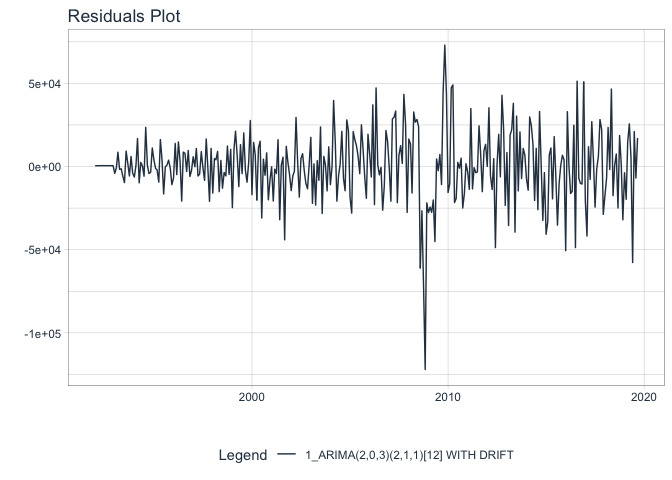 Residuals Plot
5e+04
0e+00
-5e+04
-1e+05
2000 2010 2020
Legend 1_ARIMA(2,0,3)(2,1,1)[12] WITH DRIFT